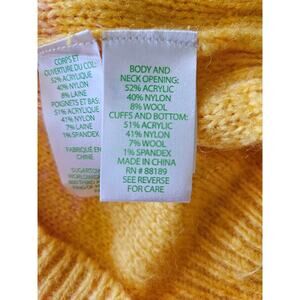 CORPS ET
OUVERTURE DU COL:
52% ACRYLIQUE
40% NYLON
8% LAINE
POIGNETS ET BAS:
51% ACRYLIQUE
41% NYLON
7% LAINE
1% SPANDEX
FABRIQUÉ EN
CHINE
BODY AND
NECK OPENING:
52% ACRYLIC
40% NYLON
8% WOOL
CUFFS AND BOTTOM:
51% ACRYLIC
41% NYLON
7% WOOL
1% SPANDEX
MADE IN CHINA
RN # 88189
SEE REVERSE
FOR CARE